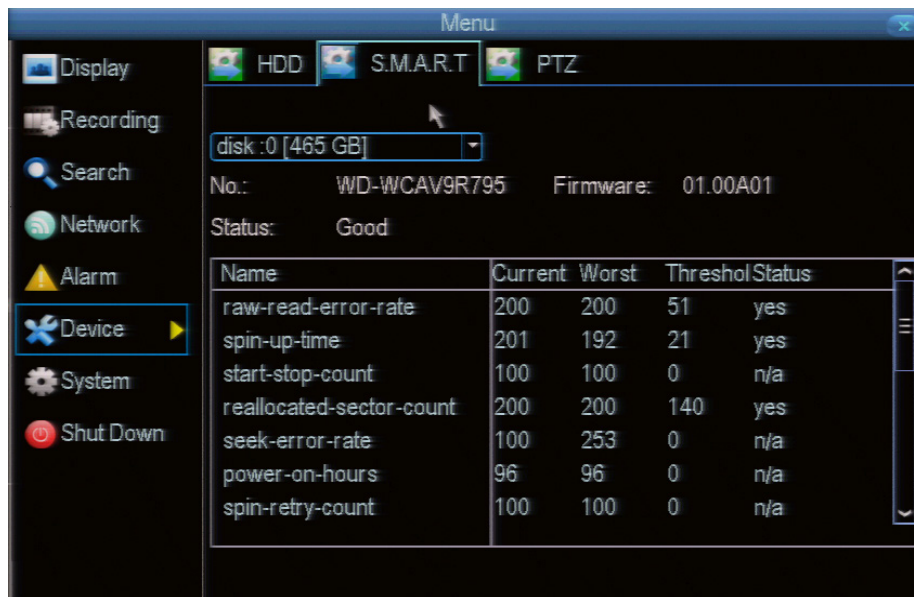 Menu
Display
Recording
Search
Network
Alarm
Device
System
Shut Down
HDD S.M.A.R.T PTZ
disk :0 [465 GB]
No.: WD-WCAV9R795 Firmware: 01.00A01
Status: Good
Name Current Worst Threshol Status
raw-read-error-rate 200 200 51 yes
spin-up-time 201 192 21 yes
start-stop-count 100 100 0 n/a
reallocated-sector-count 200 200 140 yes
seek-error-rate 100 253 0 n/a
power-on-hours 96 96 0 n/a
spin-retry-count 100 100 0 n/a